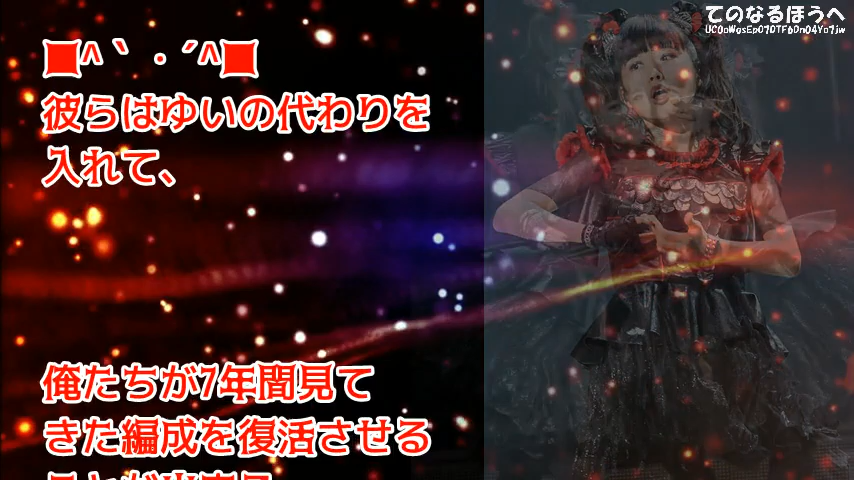 てのなるほうへ
■^｀・´^■
彼らはゆいの代わりを
入れて、
俺たちが7年間見て
きた編成を復活させる